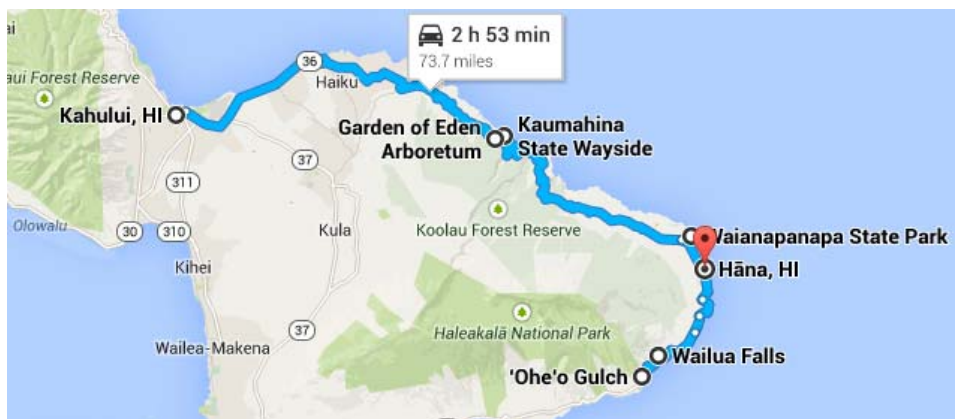 ai
2 h 53 min
73.7 miles
36
Haiku
aui Forest Reserve
Kahului, HI
Garden of Eden
Arboretum
Kaumahina
State Wayside
37
311
Olowalu
30
310
Kula
Koolau Forest Reserve
Waianapanapa State Park
Kihei
Hāna, HI
37
Haleakalā National Park
Wailea-Makena
Wailua Falls
'Ohe'o Gulch